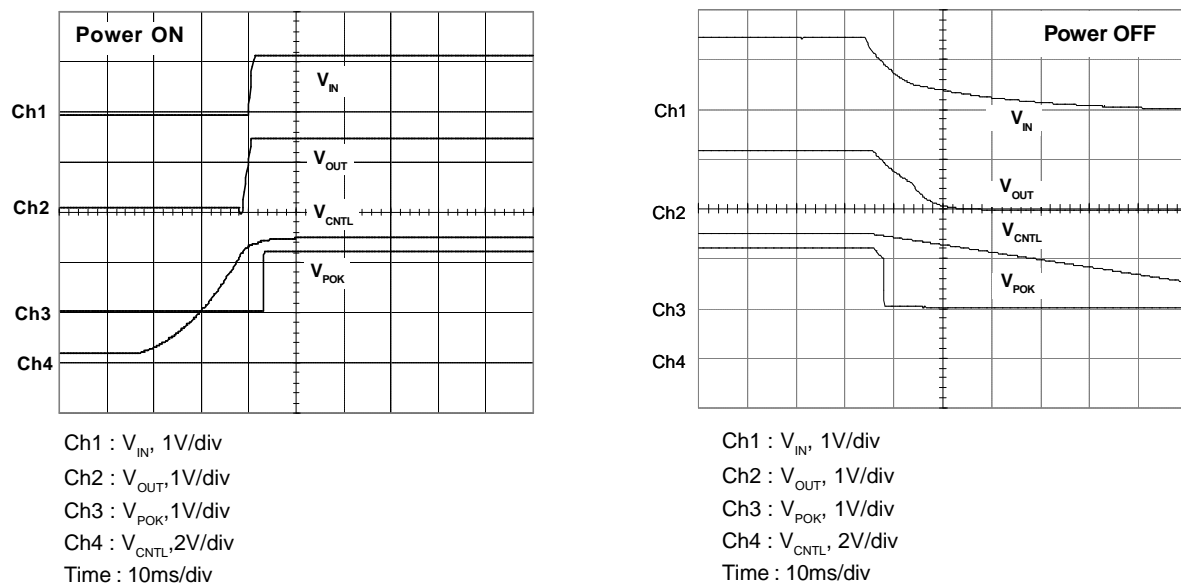 Power ON
V_IN
Ch1
V_OUT
Ch2
V_CNTL
V_POK
Ch3
Ch4
Ch1 : V_IN, 1V/div
Ch2 : V_OUT,1V/div
Ch3 : V_POK,1V/div
Ch4 : V_CNTL,2V/div
Time : 10ms/div
Power OFF
Ch1
V_IN
V_OUT
Ch2
V_CNTL
V_POK
Ch3
Ch4
Ch1 : V_IN, 1V/div
Ch2 : V_OUT, 1V/div
Ch3 : V_POK, 1V/div
Ch4 : V_CNTL, 2V/div
Time : 10ms/div